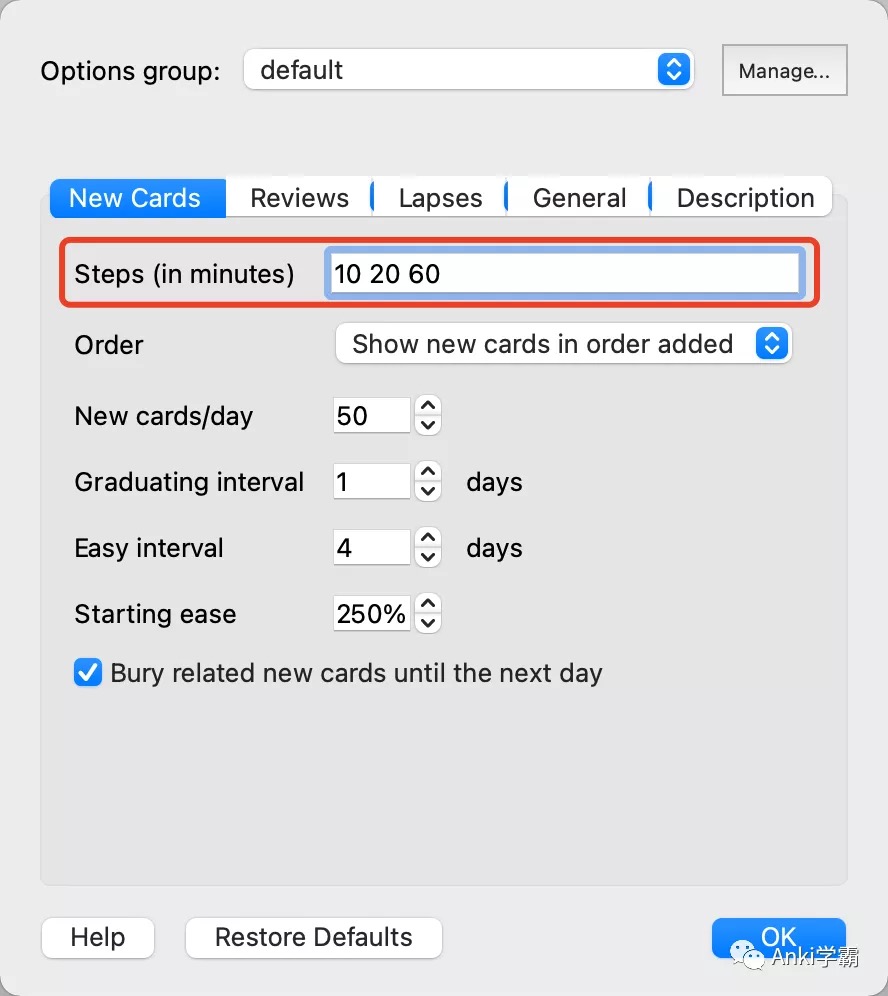 Options group: default Manage...
New Cards Reviews Lapses General Description
Steps (in minutes) 10 20 60
Order Show new cards in order added
New cards/day 50
Graduating interval 1 days
Easy interval 4 days
Starting ease 250%
Bury related new cards until the next day
Help Restore Defaults OK
Anki学霸